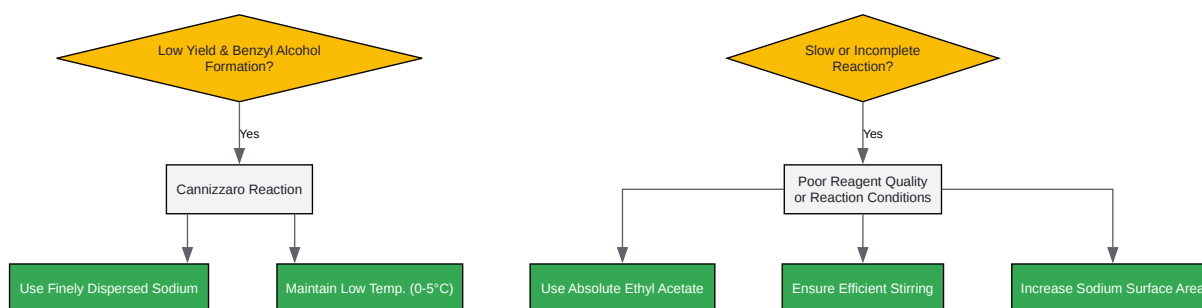 Low Yield & Benzyl Alcohol
Formation?
Slow or Incomplete
Reaction?
Yes
Yes
Cannizzaro Reaction
Poor Reagent Quality
or Reaction Conditions
Use Finely Dispersed Sodium
Maintain Low Temp. (0-5°C)
Use Absolute Ethyl Acetate
Ensure Efficient Stirring
Increase Sodium Surface Area